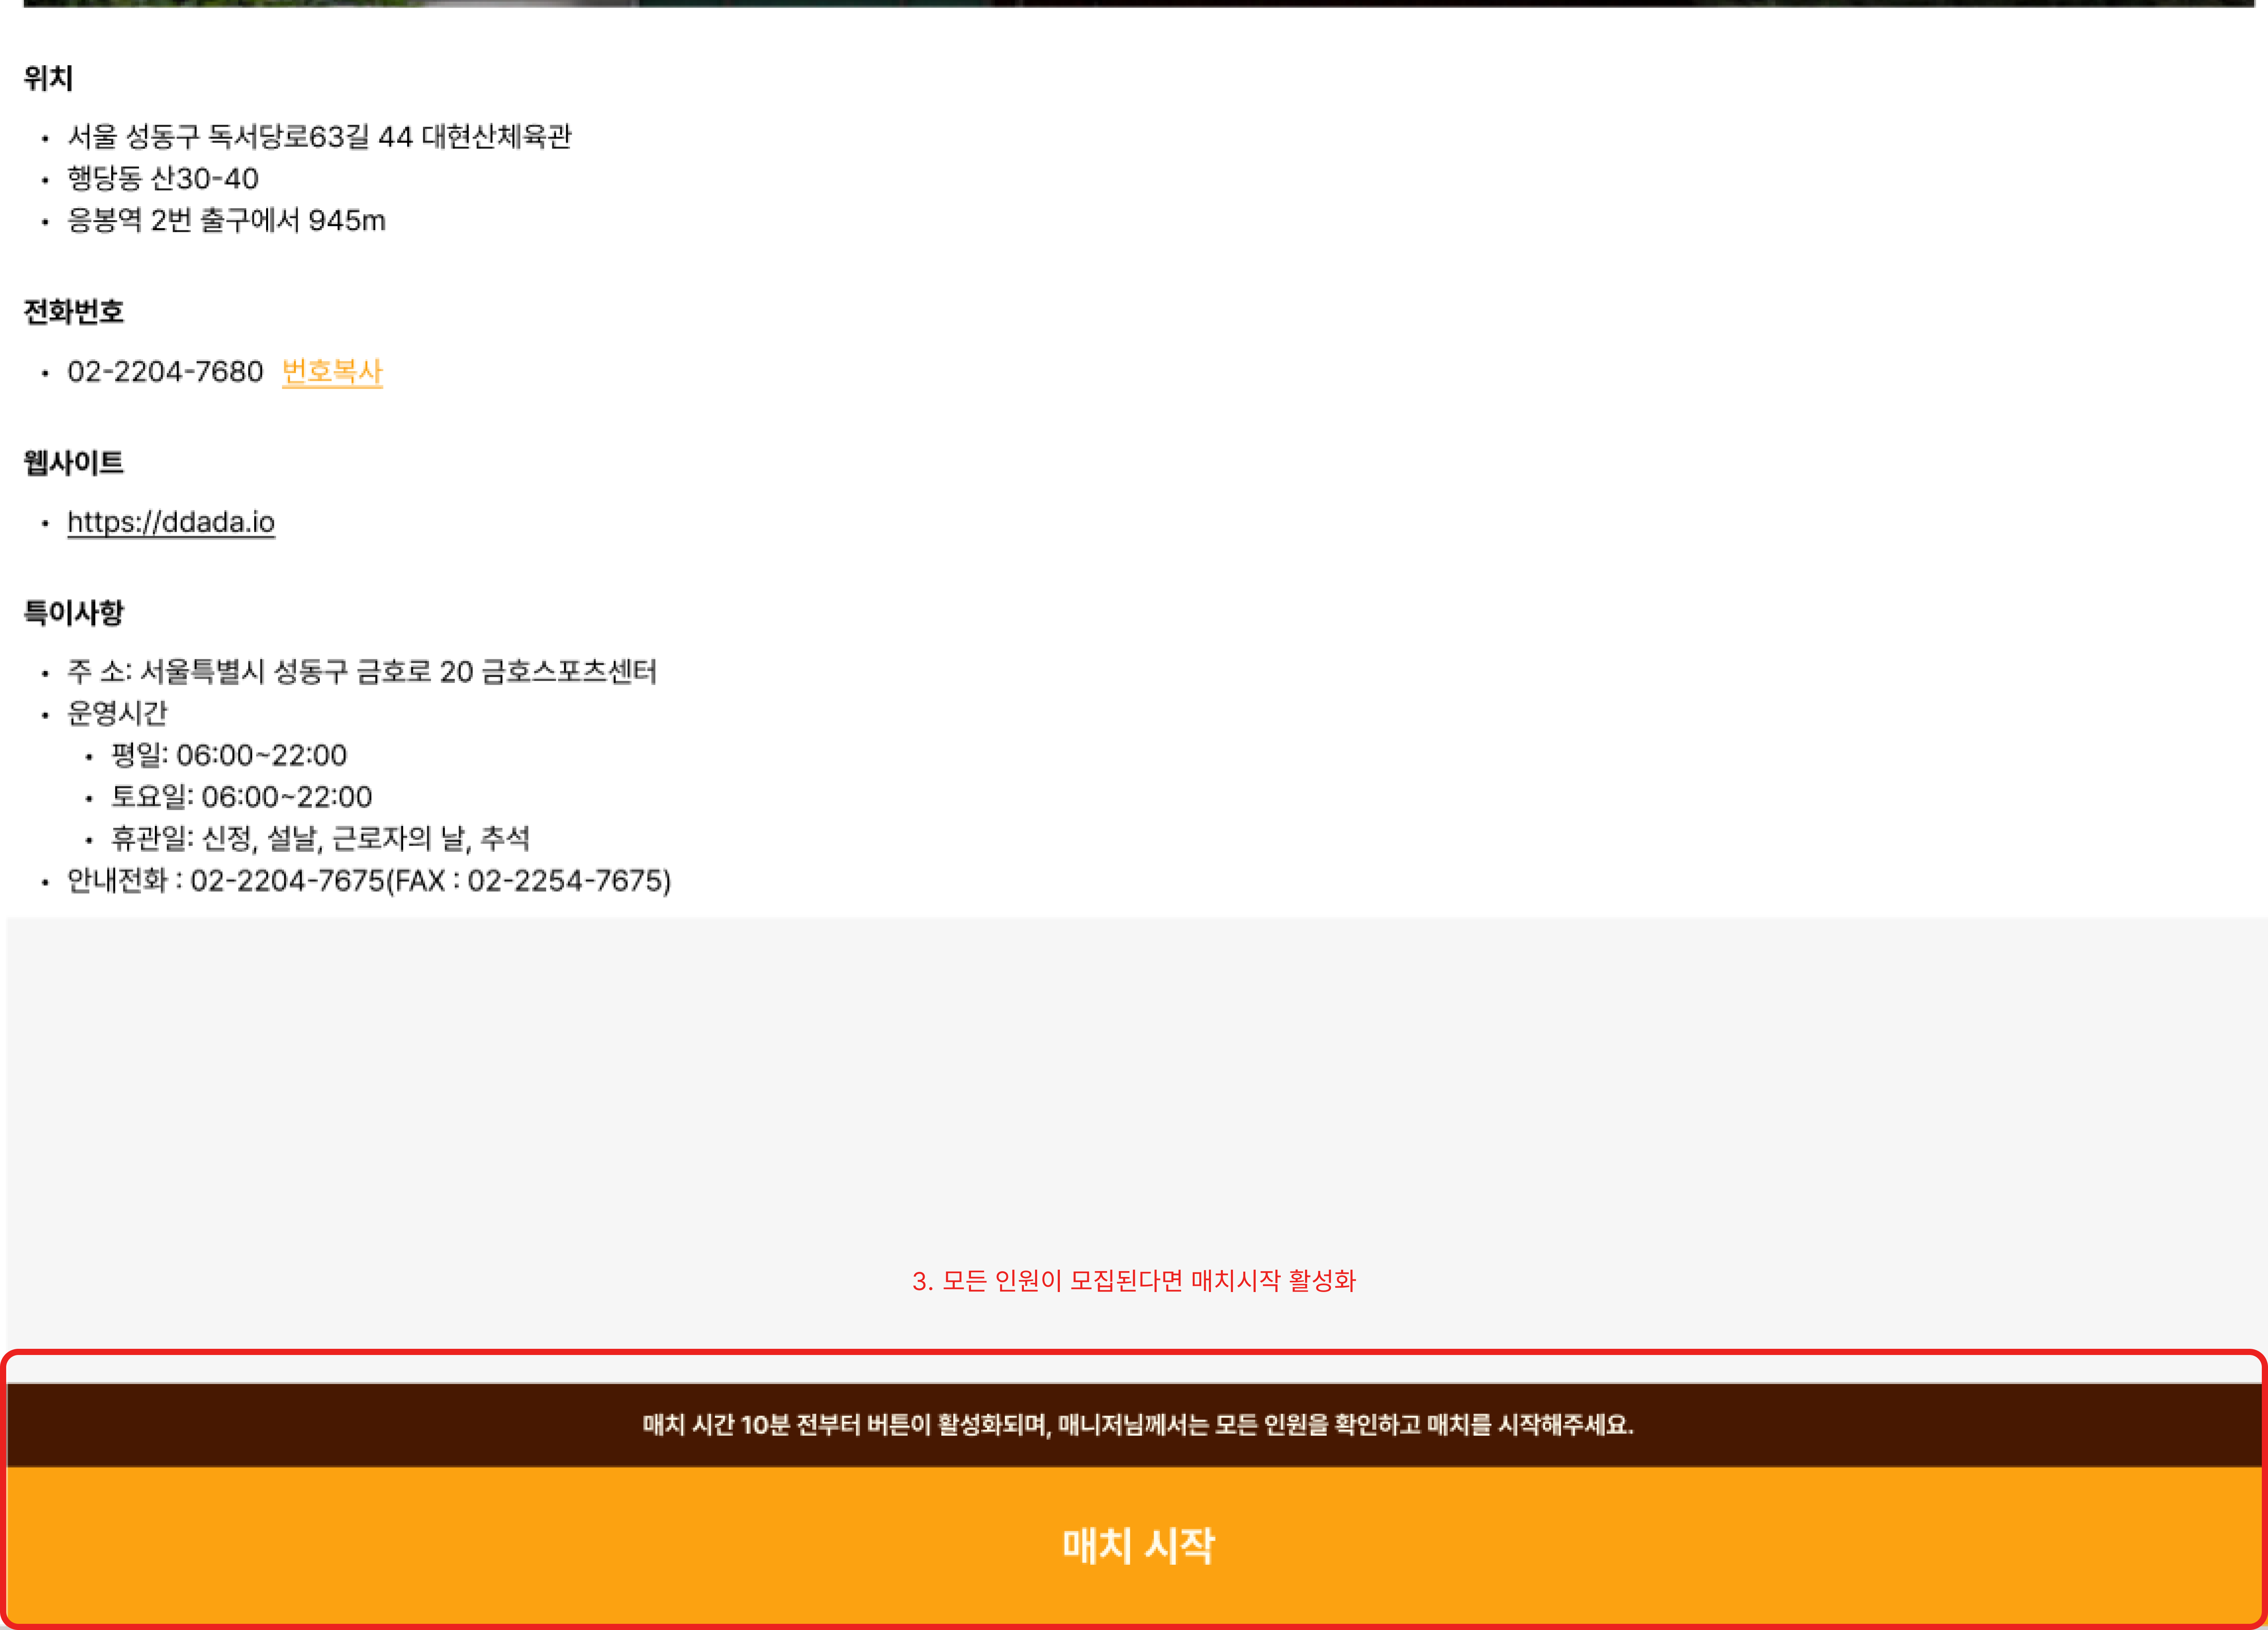 위치
서울 성동구 독서당로63길 44 대현산체육관
행당동 산30-40
응봉역 2번 출구에서 945m
전화번호
02-2204-7680 번호복사
웹사이트
https://ddada.io
특이사항
주 소: 서울특별시 성동구 금호로 20 금호스포츠센터
운영시간
평일: 06:00~22:00
토요일: 06:00~22:00
휴관일: 신정, 설날, 근로자의 날, 추석
안내전화 : 02-2204-7675(FAX : 02-2254-7675)
3. 모든 인원이 모집된다면 매치시작 활성화
매치 시간 10분 전부터 버튼이 활성화되며, 매니저님께서는 모든 인원을 확인하고 매치를 시작해주세요.
매치 시작